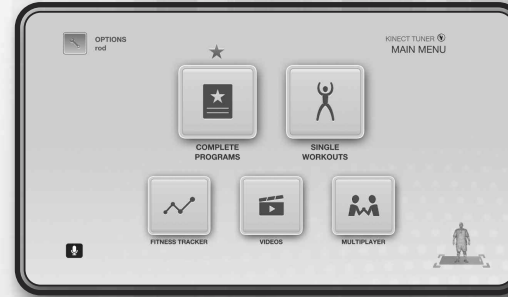 OPTIONS
rod
KINECT TUNER
MAIN MENU
COMPLETE
PROGRAMS
SINGLE
WORKOUTS
FITNESS TRACKER
VIDEOS
MULTIPLAYER